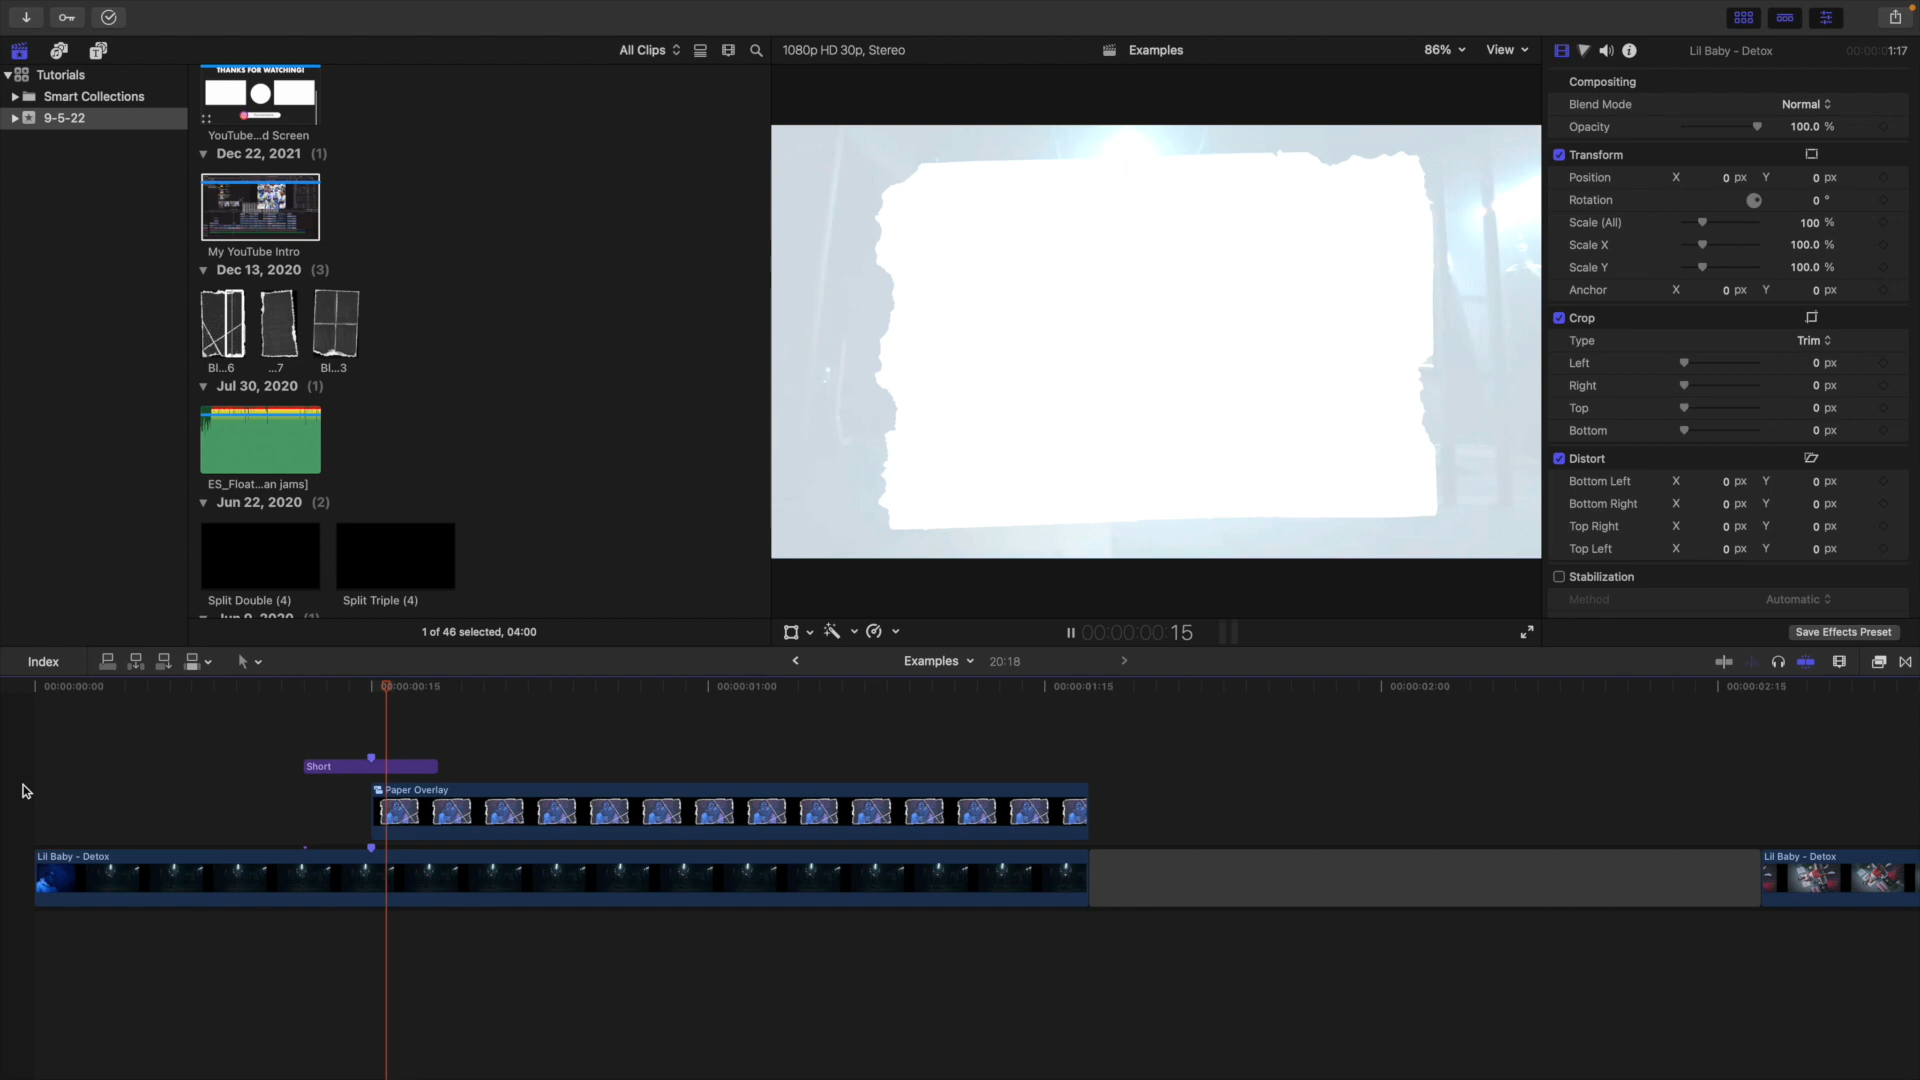 All Clips
1080p HD 30p, Stereo
Examples
86%
View
Lil Baby - Detox
00:00:01:17
Tutorials
Smart Collections
9-5-22
THANKS FOR WATCHING!
YouTube...d Screen
Dec 22, 2021 (1)
My YouTube Intro
Dec 13, 2020 (3)
Bl...6
...7
Bl...3
Jul 30, 2020 (1)
ES_Float...an jams]
Jun 22, 2020 (2)
Split Double (4)
Split Triple (4)
Jun 9, 2020 (1)
1 of 46 selected, 04:00
00:00:00:15
Compositing
Blend Mode Normal
Opacity 100.0 %
Transform
Position X 0 px Y 0 px
Rotation 0 °
Scale (All) 100 %
Scale X 100.0 %
Scale Y 100.0 %
Anchor X 0 px Y 0 px
Crop
Type Trim
Left 0 px
Right 0 px
Top 0 px
Bottom 0 px
Distort
Bottom Left X 0 px Y 0 px
Bottom Right X 0 px Y 0 px
Top Right X 0 px Y 0 px
Top Left X 0 px Y 0 px
Stabilization
Method Automatic
Save Effects Preset
Index
Examples
20:18
00:00:00:00
00:00:00:15
00:00:01:00
00:00:01:15
00:00:02:00
00:00:02:15
Short
Paper Overlay
Lil Baby - Detox
Lil Baby - Detox